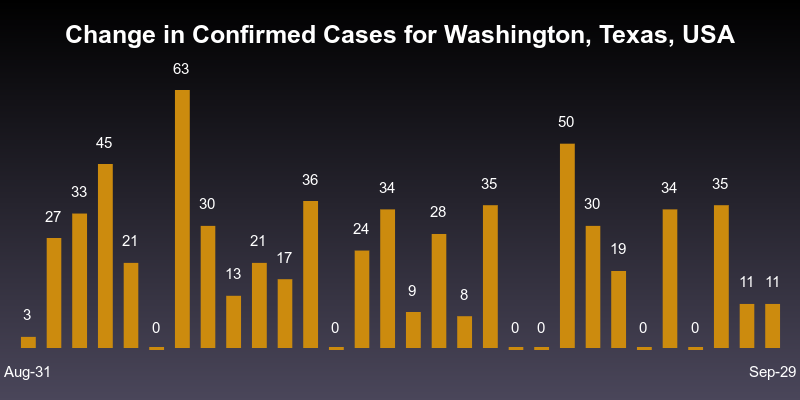 Change in Confirmed Cases for Washington, Texas, USA
3 27 33 45 21 0 63 30 13 21 17 36 0 24 34 9 28 8 35 0 0 50 30 19 0 34 0 35 11 11
Aug-31 Sep-29